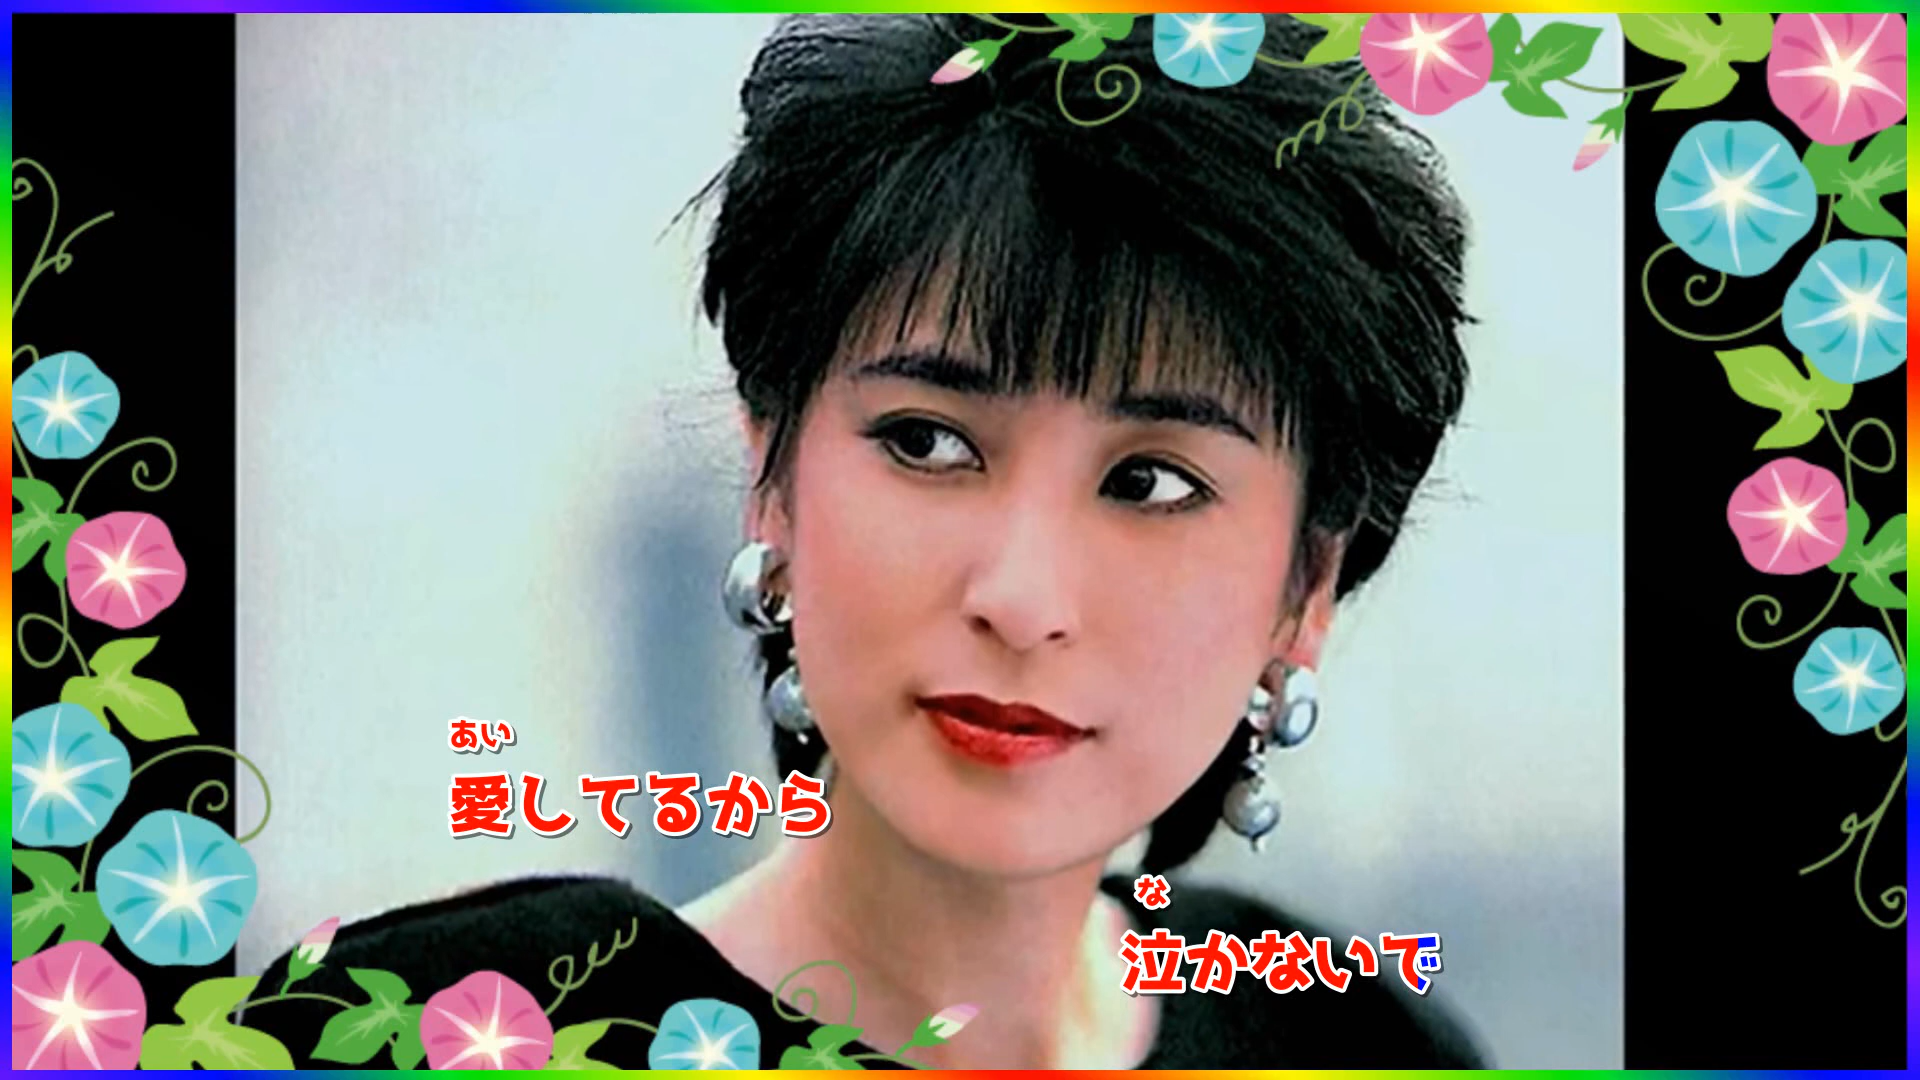 あい
愛してるから
な
泣かないで